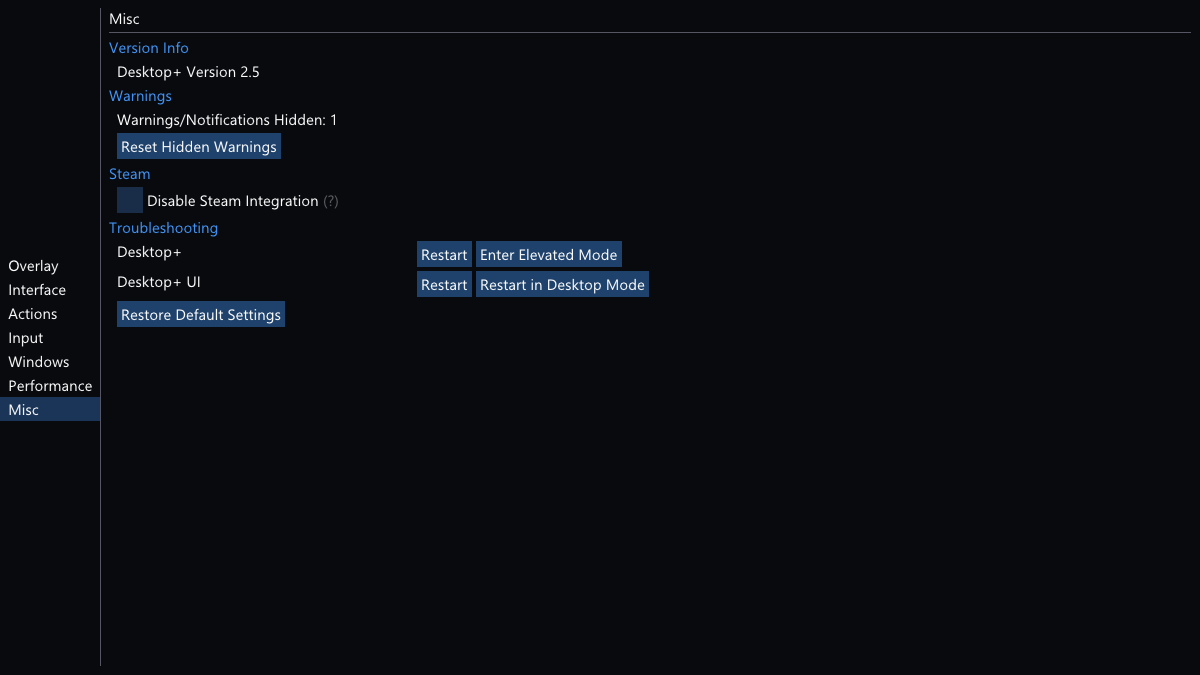 Misc
Version Info
Desktop+ Version 2.5
Warnings
Warnings/Notifications Hidden: 1
Reset Hidden Warnings
Steam
Disable Steam Integration (?)
Troubleshooting
Desktop+ Restart Enter Elevated Mode
Desktop+ UI Restart Restart in Desktop Mode
Restore Default Settings
Overlay
Interface
Actions
Input
Windows
Performance
Misc